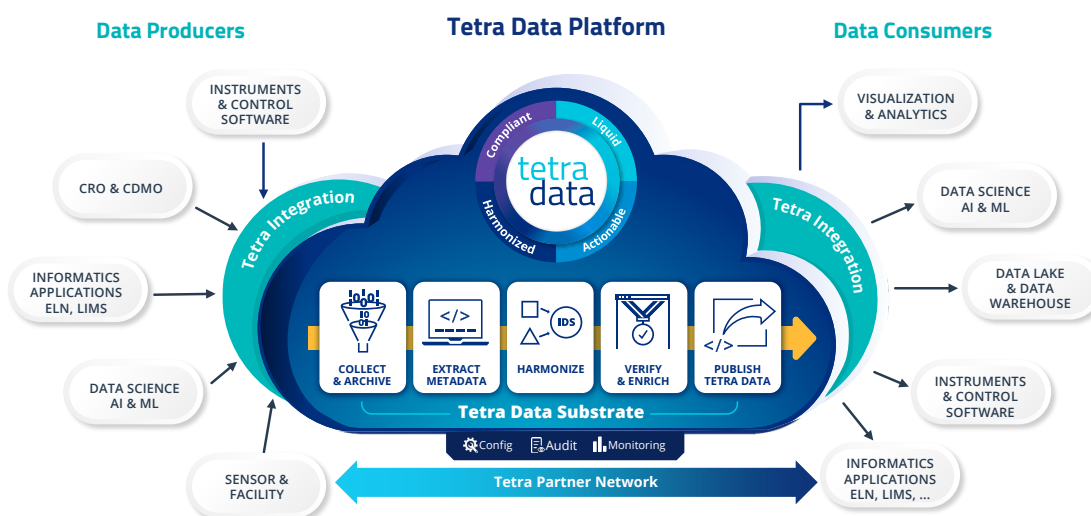 Data Producers
Tetra Data Platform
Data Consumers
INSTRUMENTS
& CONTROL
SOFTWARE
CRO & CDMO
INFORMATICS
APPLICATIONS
ELN, LIMS
DATA SCIENCE
AI & ML
SENSOR &
FACILITY
Tetra Integration
Compliant
Liquid
Harmonized
Actionable
tetra
data
COLLECT
& ARCHIVE
</>
EXTRACT
METADATA
IDS
HARMONIZE
VERIFY
& ENRICH
</>
PUBLISH
TETRA DATA
Tetra Data Substrate
Config
Audit
Monitoring
Tetra Partner Network
Tetra Integration
VISUALIZATION
& ANALYTICS
DATA SCIENCE
AI & ML
DATA LAKE
& DATA
WAREHOUSE
INSTRUMENTS
& CONTROL
SOFTWARE
INFORMATICS
APPLICATIONS
ELN, LIMS, ...